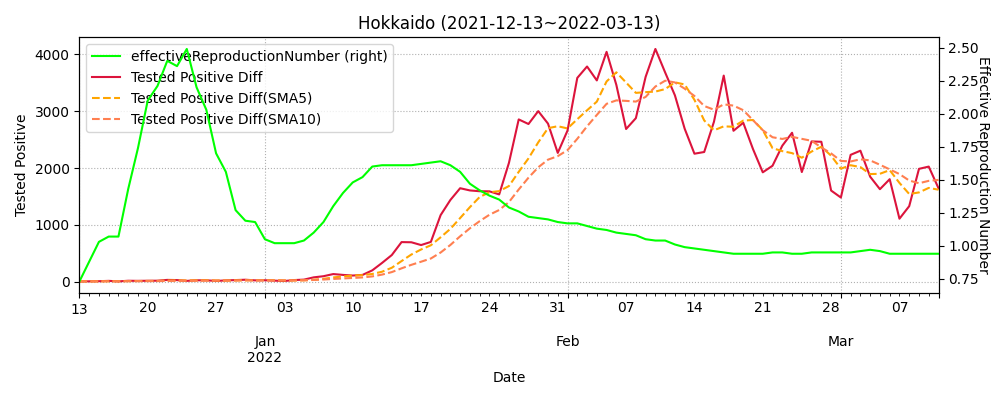 Hokkaido (2021-12-13~2022-03-13)
effectiveReproductionNumber (right)
Tested Positive Diff
Tested Positive Diff(SMA5)
Tested Positive Diff(SMA10)
Tested Positive
4000
3000
2000
1000
0
Effective Reproduction Number
2.50
2.25
2.00
1.75
1.50
1.25
1.00
0.75
13 20 27 03 10 17 24 31 07 14 21 28 07
Jan Feb Mar
2022
Date